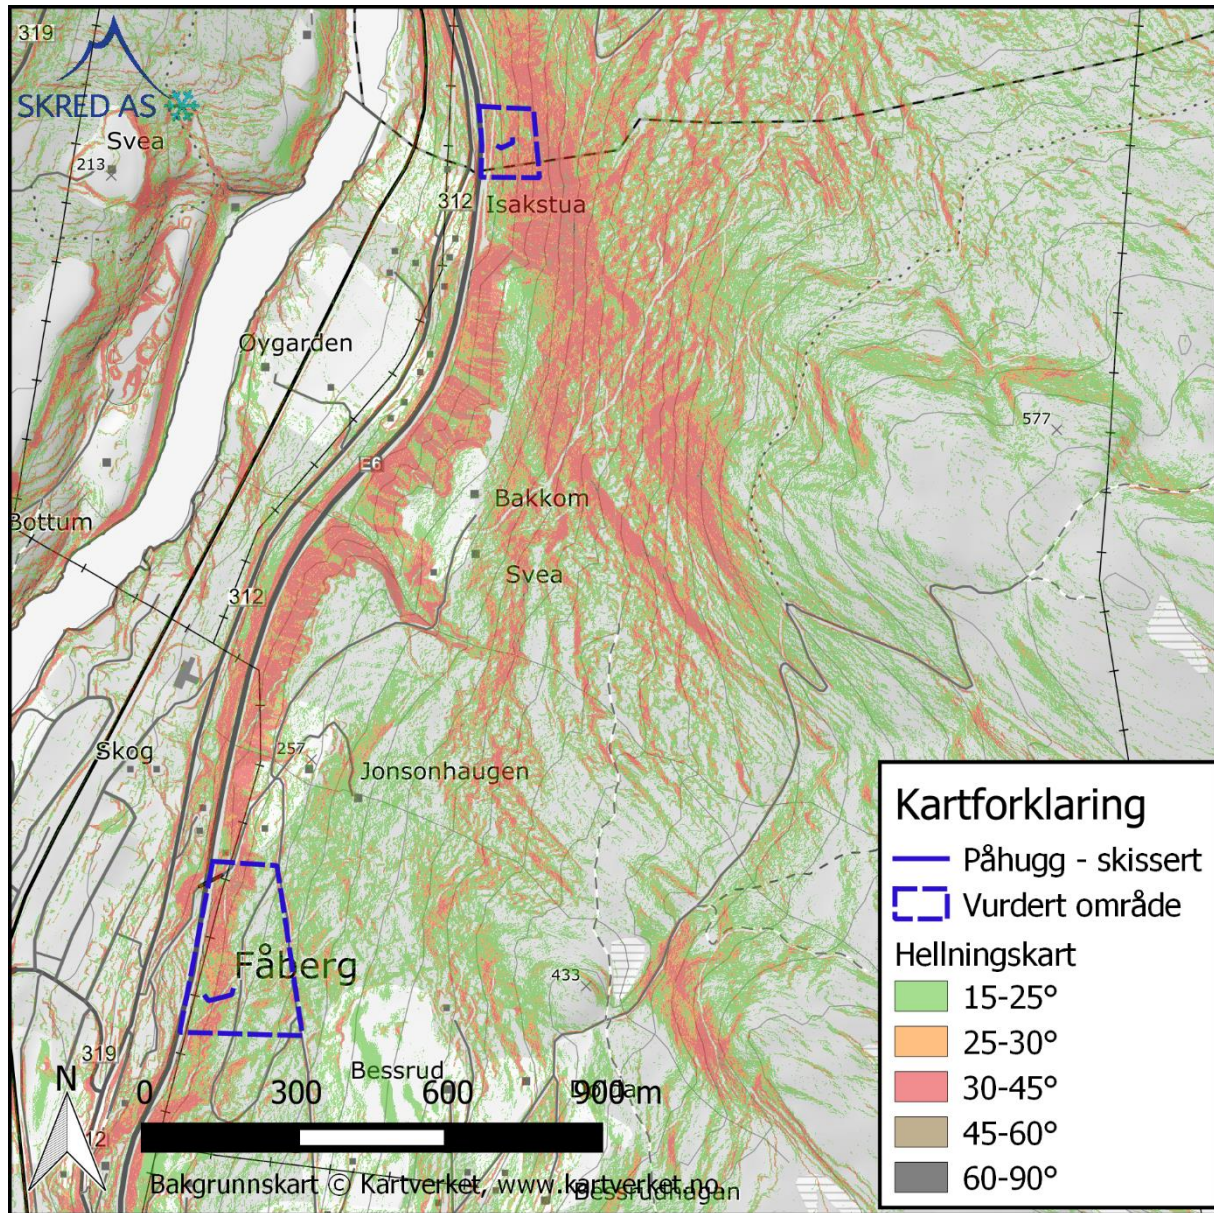 319
SKRED AS
Svea
213
312
Isakstua
Øygarden
577
E6
Bakkom
Bottum
Svea
312
Skog
257
Jonsonhaugen
Kartforklaring
Påhugg - skissert
Vurdert område
Hellningskart
15-25°
25-30°
30-45°
45-60°
60-90°
Fåberg
433
319
N
Bessrud
0 300 600 900 m
Bakgrunnskart © Kartverket, www.kartverket.no
Bessrudhagan